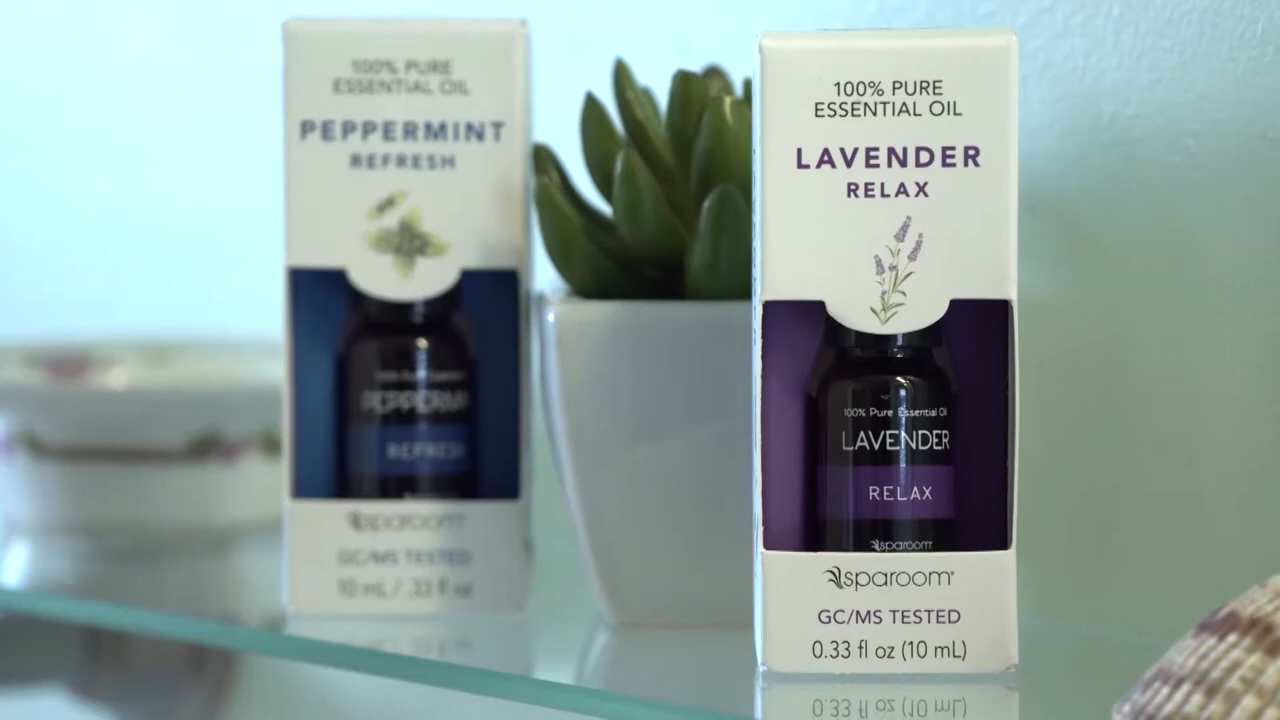 100% PURE
ESSENTIAL OIL
PEPPERMINT
REFRESH
PEPPERMI
REFRESH
sparoom
GC/MS TESTED
10 mL / .33 fl oz
100% PURE
ESSENTIAL OIL
LAVENDER
RELAX
100% Pure Essential Oil
LAVENDER
RELAX
sparoom
sparoom®
GC/MS TESTED
0.33 fl oz (10 mL)